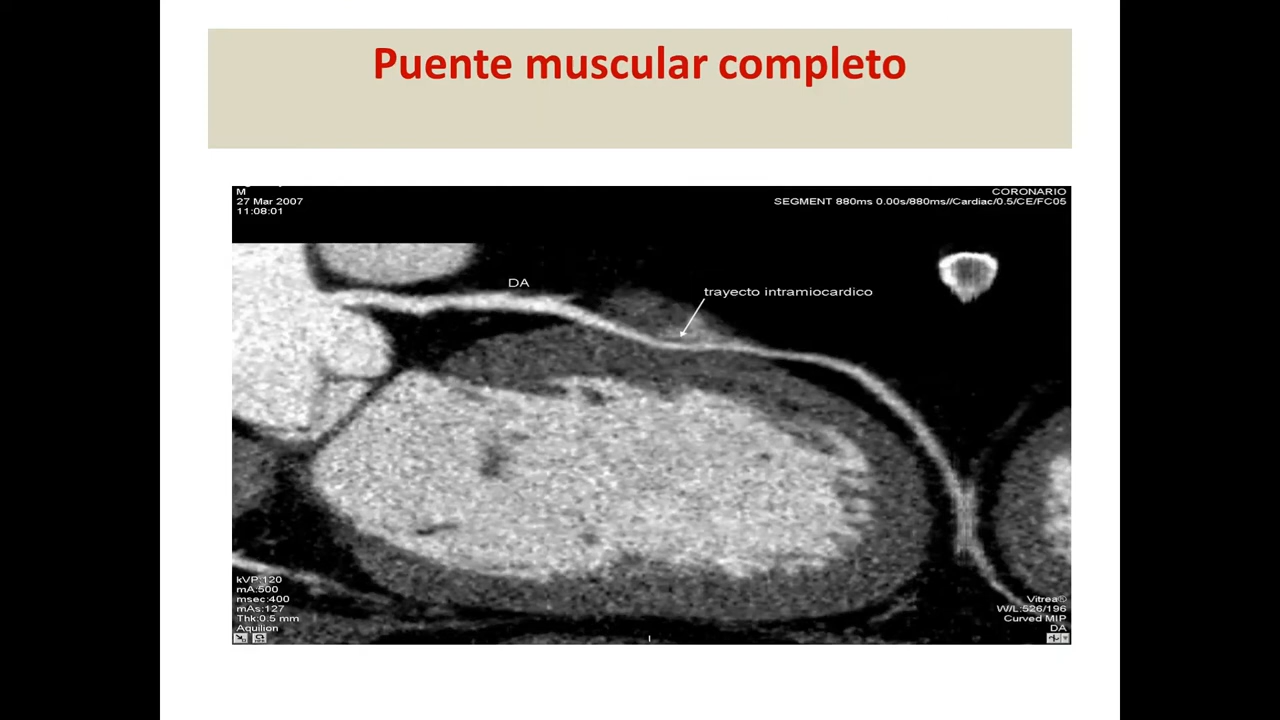 Puente muscular completo
M
27 Mar 2007
11:08:01
CORONARIO
SEGMENT 880ms 0.00s/880ms//Cardiac/0.5/CE/FC05
DA
trayecto intramiocardico
kVP:120
mA:500
msec:400
mAs:127
Thk:0.5 mm
Aquilion
Vitrea®
W/L:526/196
Curved MIP
DA